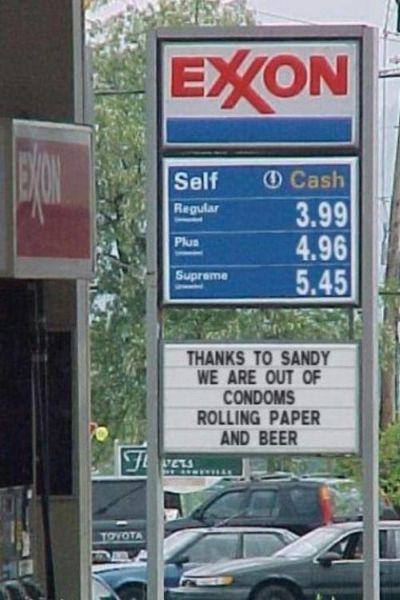 EXXON
EXXON
Self Cash
Regular 3.99
Plus 4.96
Supreme 5.45
THANKS TO SANDY
WE ARE OUT OF
CONDOMS
ROLLING PAPER
AND BEER
TOYOTA